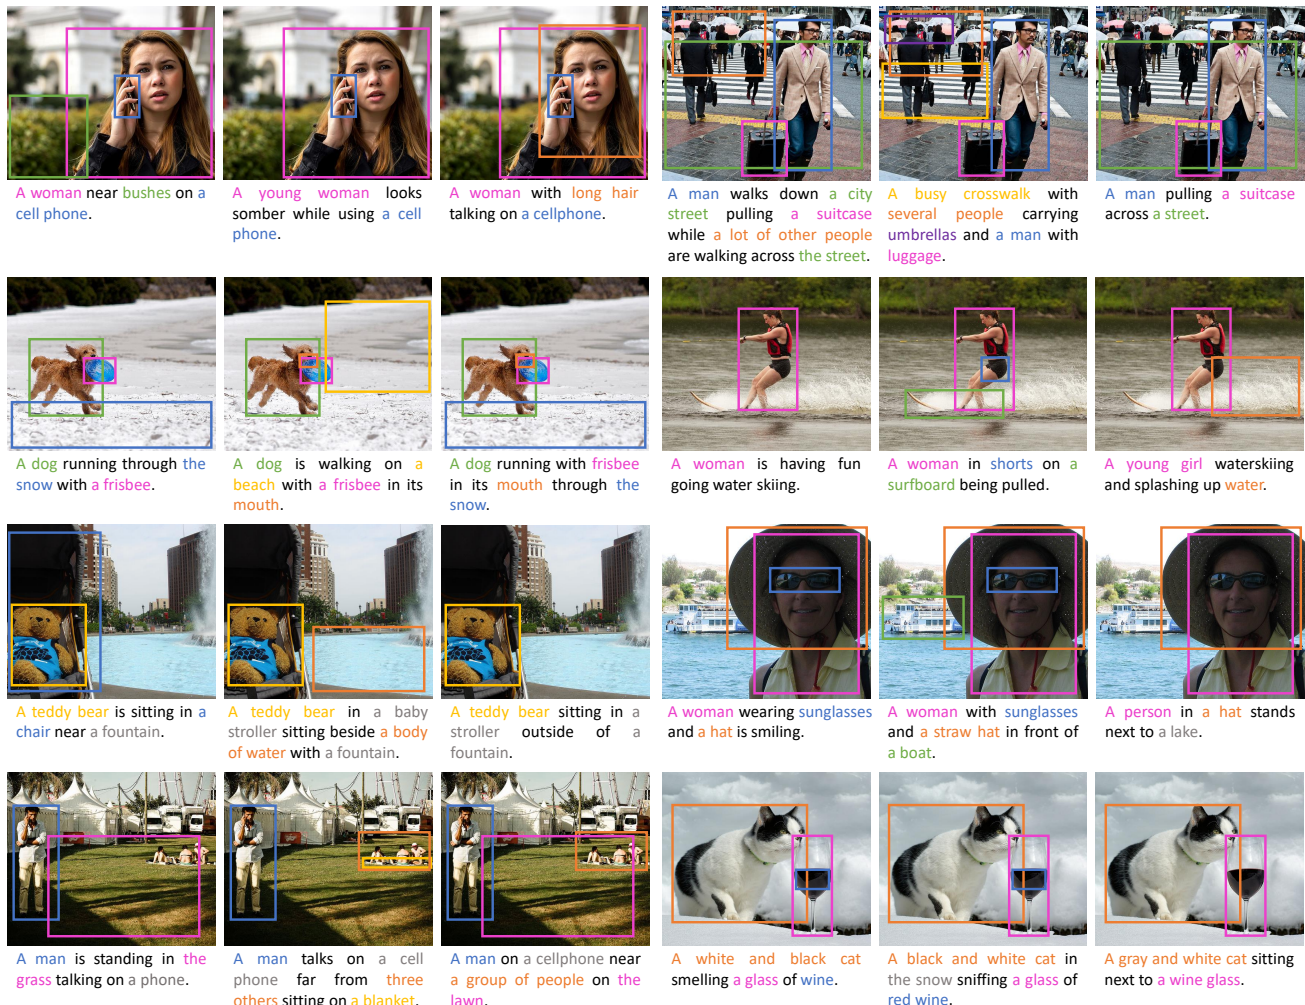 A woman near bushes on a
cell phone.
A young woman looks
somber while using a cell
phone.
A woman with long hair
talking on a cellphone.
A man walks down a city
street pulling a suitcase
while a lot of other people
are walking across the street.
A busy crosswalk with
several people carrying
umbrellas and a man with
luggage.
A man pulling a suitcase
across a street.
A dog running through the
snow with a frisbee.
A dog is walking on a
beach with a frisbee in its
mouth.
A dog running with frisbee
in its mouth through the
snow.
A woman is having fun
going water skiing.
A woman in shorts on a
surfboard being pulled.
A young girl waterskiing
and splashing up water.
A teddy bear is sitting in a
chair near a fountain.
A teddy bear in a baby
stroller sitting beside a body
of water with a fountain.
A teddy bear sitting in a
stroller outside of a
fountain.
A woman wearing sunglasses
and a hat is smiling.
A woman with sunglasses
and a straw hat in front of
a boat.
A person in a hat stands
next to a lake.
A man is standing in the
grass talking on a phone.
A man talks on a cell
phone far from three
others sitting on a blanket.
A man on a cellphone near
a group of people on the
lawn.
A white and black cat
smelling a glass of wine.
A black and white cat in
the snow sniffing a glass of
red wine.
A gray and white cat sitting
next to a wine glass.